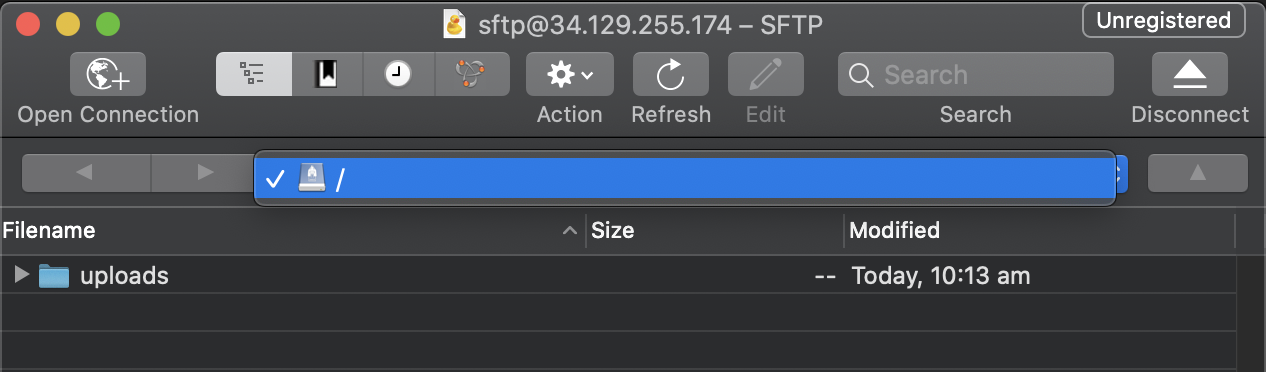 sftp@34.129.255.174 – SFTP
Unregistered
Open Connection
Action
Refresh
Edit
Search
Search
Disconnect
/
Filename
Size
Modified
uploads
--
Today, 10:13 am